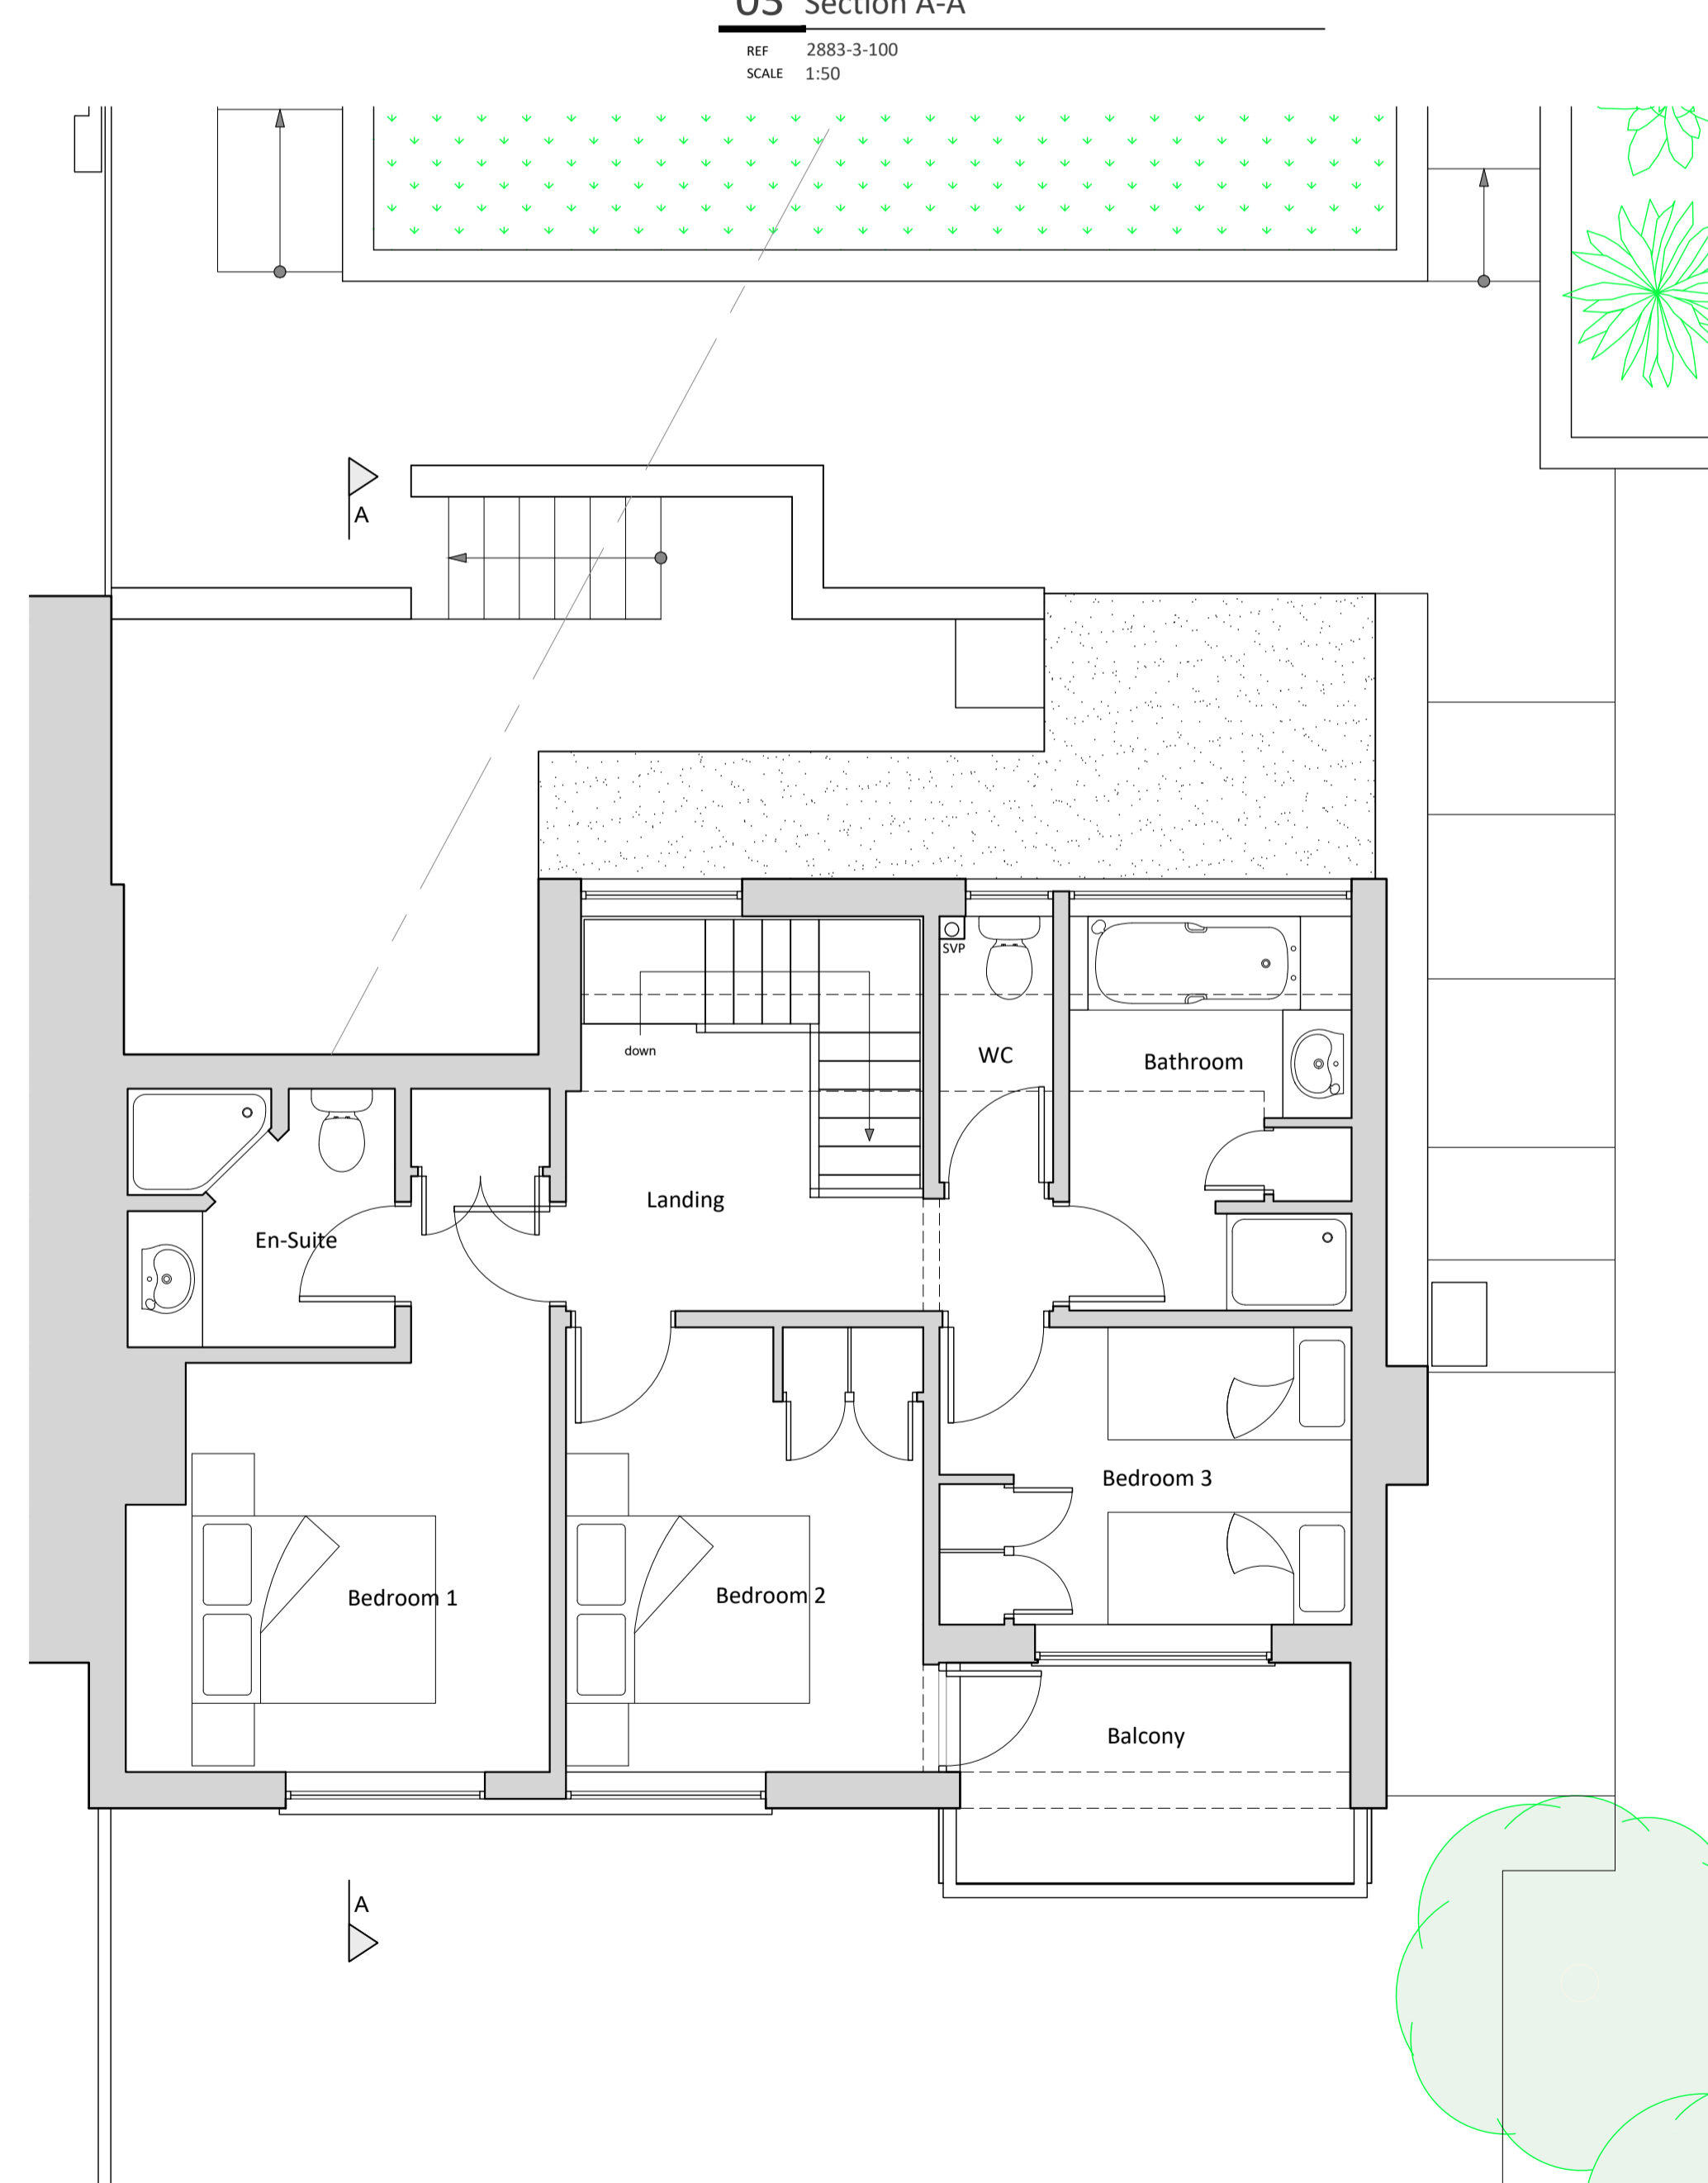 03 Section A-A
REF 2883-3-100
SCALE 1:50
A
SVP
down
WC
Bathroom
Landing
En-Suite
Bedroom 3
Bedroom 1
Bedroom 2
Balcony
A